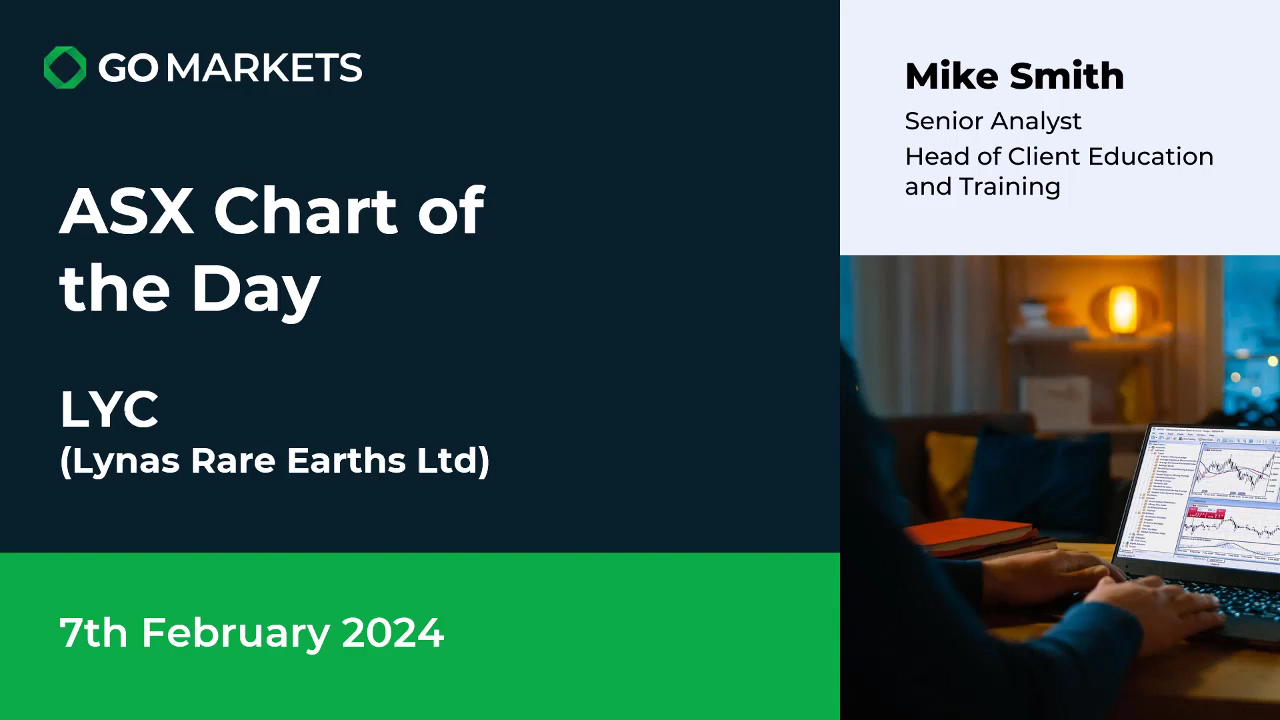 GO MARKETS
ASX Chart of
the Day
LYC
(Lynas Rare Earths Ltd)
7th February 2024
Mike Smith
Senior Analyst
Head of Client Education
and Training